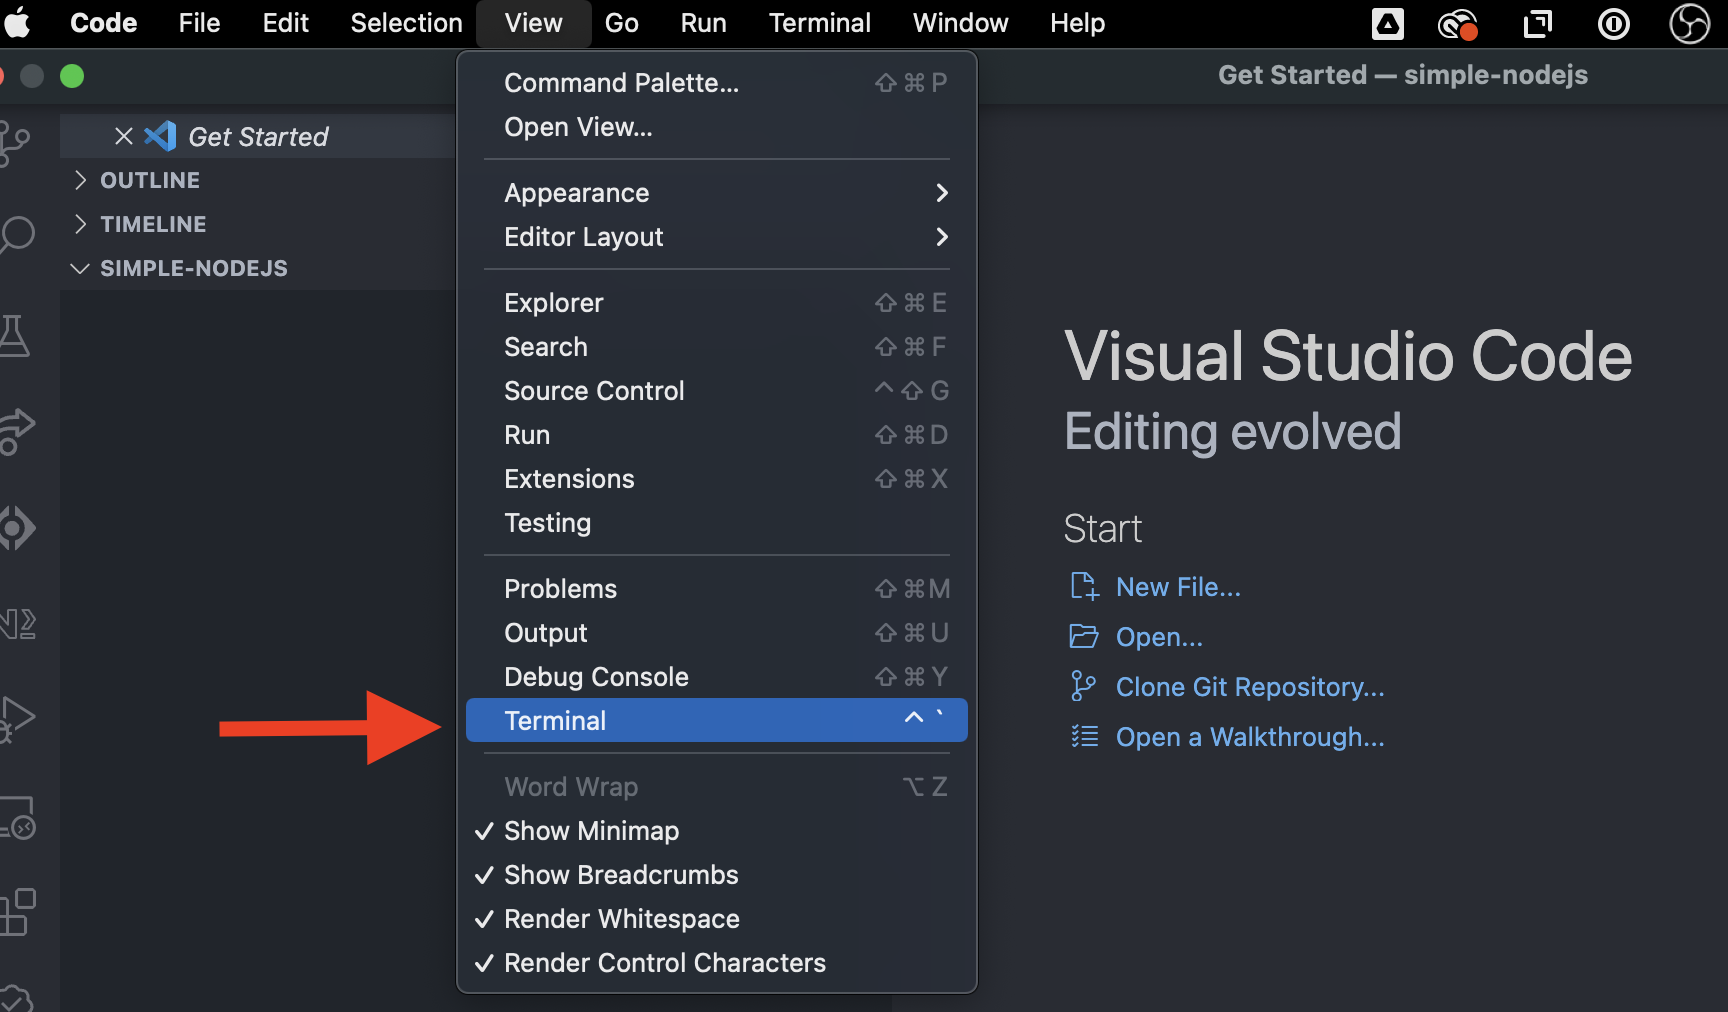 Code File Edit Selection View Go Run Terminal Window Help
Get Started — simple-nodejs
Get Started
OUTLINE
TIMELINE
SIMPLE-NODEJS
Command Palette... ⇧⌘P
Open View...
Appearance
Editor Layout
Explorer ⇧⌘E
Search ⇧⌘F
Source Control ^⇧G
Run ⇧⌘D
Extensions ⇧⌘X
Testing
Problems ⇧⌘M
Output ⇧⌘U
Debug Console ⇧⌘Y
Terminal ^`
Word Wrap ⌥Z
Show Minimap
Show Breadcrumbs
Render Whitespace
Render Control Characters
Visual Studio Code
Editing evolved
Start
New File...
Open...
Clone Git Repository...
Open a Walkthrough...